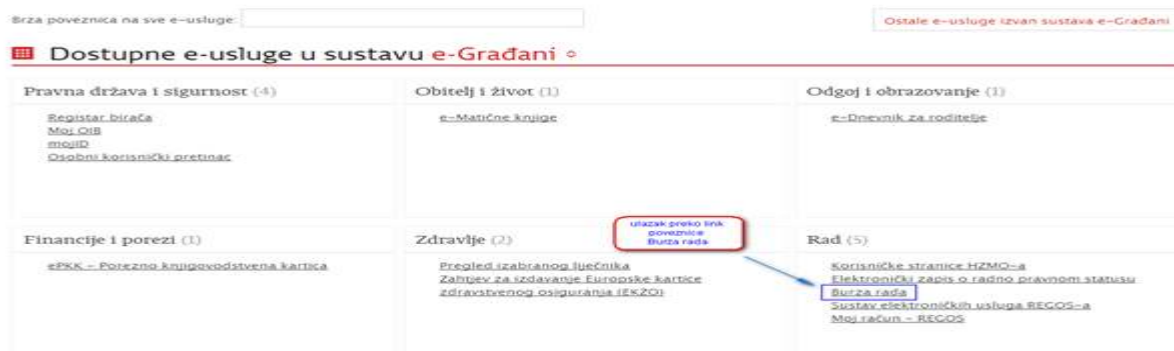 Brza poveznica na sve e-usluge:
Ostale e-usluge izvan sustava e-Građani
Dostupne e-usluge u sustavu e-Građani
Pravna država i sigurnost (4)
Registar birača
Moj OIB
mojID
Osobni korisnički pretinac
Obitelj i život (1)
e-Matične knjige
Odgoj i obrazovanje (1)
e-Dnevnik za roditelje
Financije i porezi (1)
ePKK – Porezno knjigovodstvena kartica
Zdravlje (2)
Pregled izabranog liječnika
Zahtjev za izdavanje Europske kartice
zdravstvenog osiguranja (EKZO)
ulazak preko link
poveznice
Burza rada
Rad (5)
Korisničke stranice HZMO-a
Elektronički zapis o radno pravnom statusu
Burza rada
Sustav elektroničkih usluga REGOS-a
Moj račun – REGOS